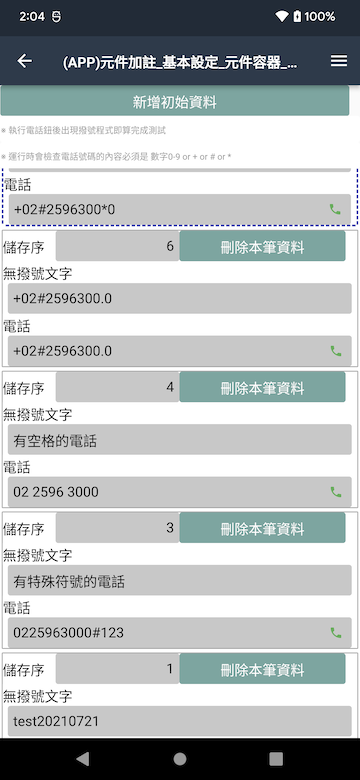 2:04
100%
(APP)元件加註_基本設定_元件容器_...
新增初始資料
※ 執行電話鈕後出現撥號程式即算完成測試
※ 運行時會檢查電話號碼的內容必須是 數字0-9 or + or # or *
電話
+02#2596300*0
儲存序 6 刪除本筆資料
無撥號文字
+02#2596300.0
電話
+02#2596300.0
儲存序 4 刪除本筆資料
無撥號文字
有空格的電話
電話
02 2596 3000
儲存序 3 刪除本筆資料
無撥號文字
有特殊符號的電話
電話
0225963000#123
儲存序 1 刪除本筆資料
無撥號文字
test20210721